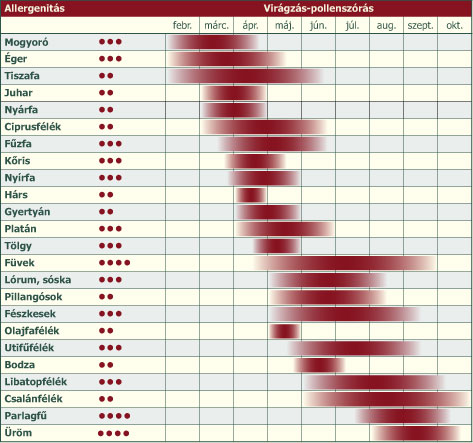 Allergenitás Virágzás-pollenszórás
febr. márc. ápr. máj. jún. júl. aug. szept. okt.
Mogyoró
Éger
Tiszafa
Juhar
Nyárfa
Ciprusfélék
Fűzfa
Kőris
Nyírfa
Hárs
Gyertyán
Platán
Tölgy
Füvek
Lórum, sóska
Pillangósok
Fészkesek
Olajfafélék
Utifűfélék
Bodza
Libatopfélék
Csalánfélék
Parlagfű
Üröm